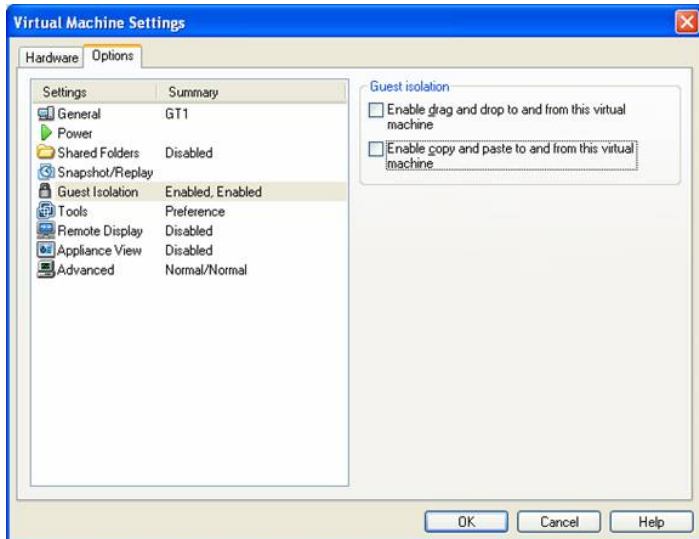 Virtual Machine Settings
Hardware Options
Settings Summary
General GT1
Power
Shared Folders Disabled
Snapshot/Replay
Guest Isolation Enabled, Enabled
Tools Preference
Remote Display Disabled
Appliance View Disabled
Advanced Normal/Normal
Guest isolation
Enable drag and drop to and from this virtual
machine
Enable copy and paste to and from this virtual
machine
OK Cancel Help